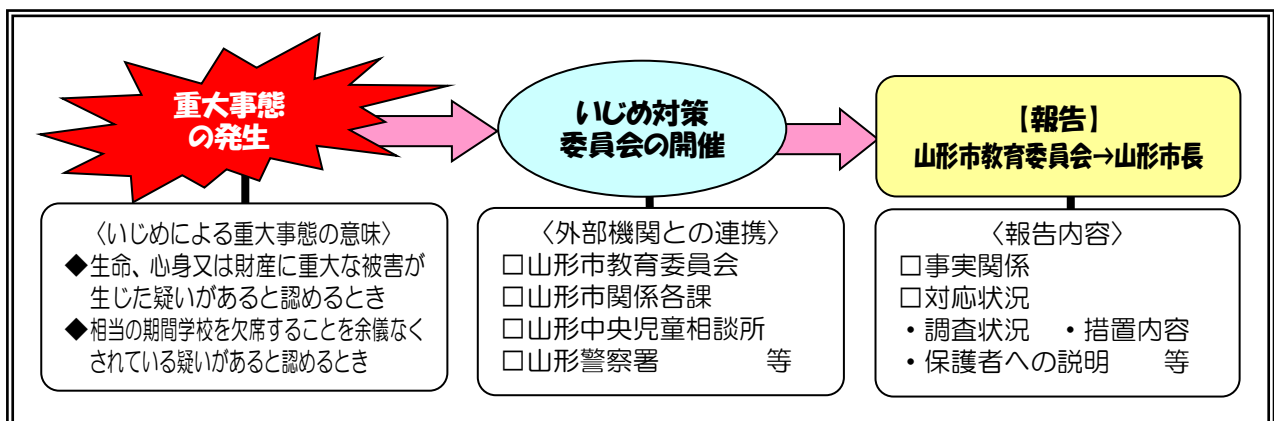 重大事態
の発生
いじめ対策
委員会の開催
【報告】
山形市教育委員会→山形市長
〈いじめによる重大事態の意味〉
◆生命、心身又は財産に重大な被害が
生じた疑いがあると認めるとき
◆相当の期間学校を欠席することを余儀なく
されている疑いがあると認めるとき
〈外部機関との連携〉
□山形市教育委員会
□山形市関係各課
□山形中央児童相談所
□山形警察署　　　　等
〈報告内容〉
□事実関係
□対応状況
・調査状況　・措置内容
・保護者への説明　　等